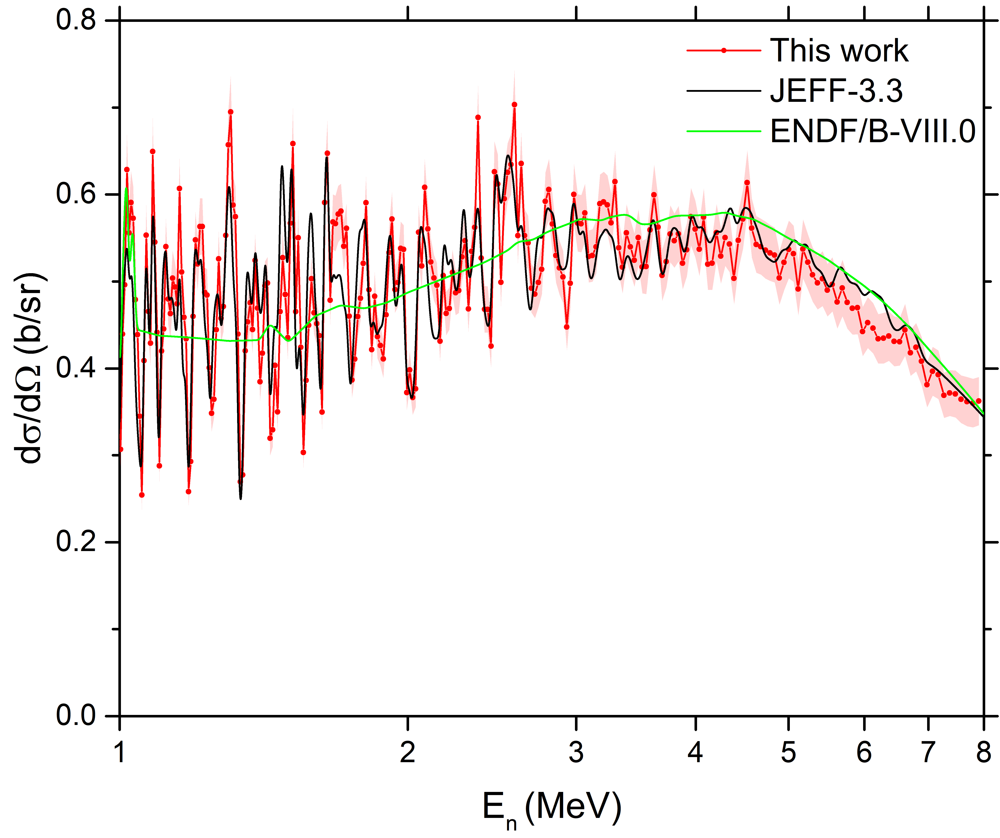 0.8
0.6
0.4
0.2
0.0
dσ/dΩ (b/sr)
This work
JEFF-3.3
ENDF/B-VIII.0
1 2 3 4 5 6 7 8
En (MeV)